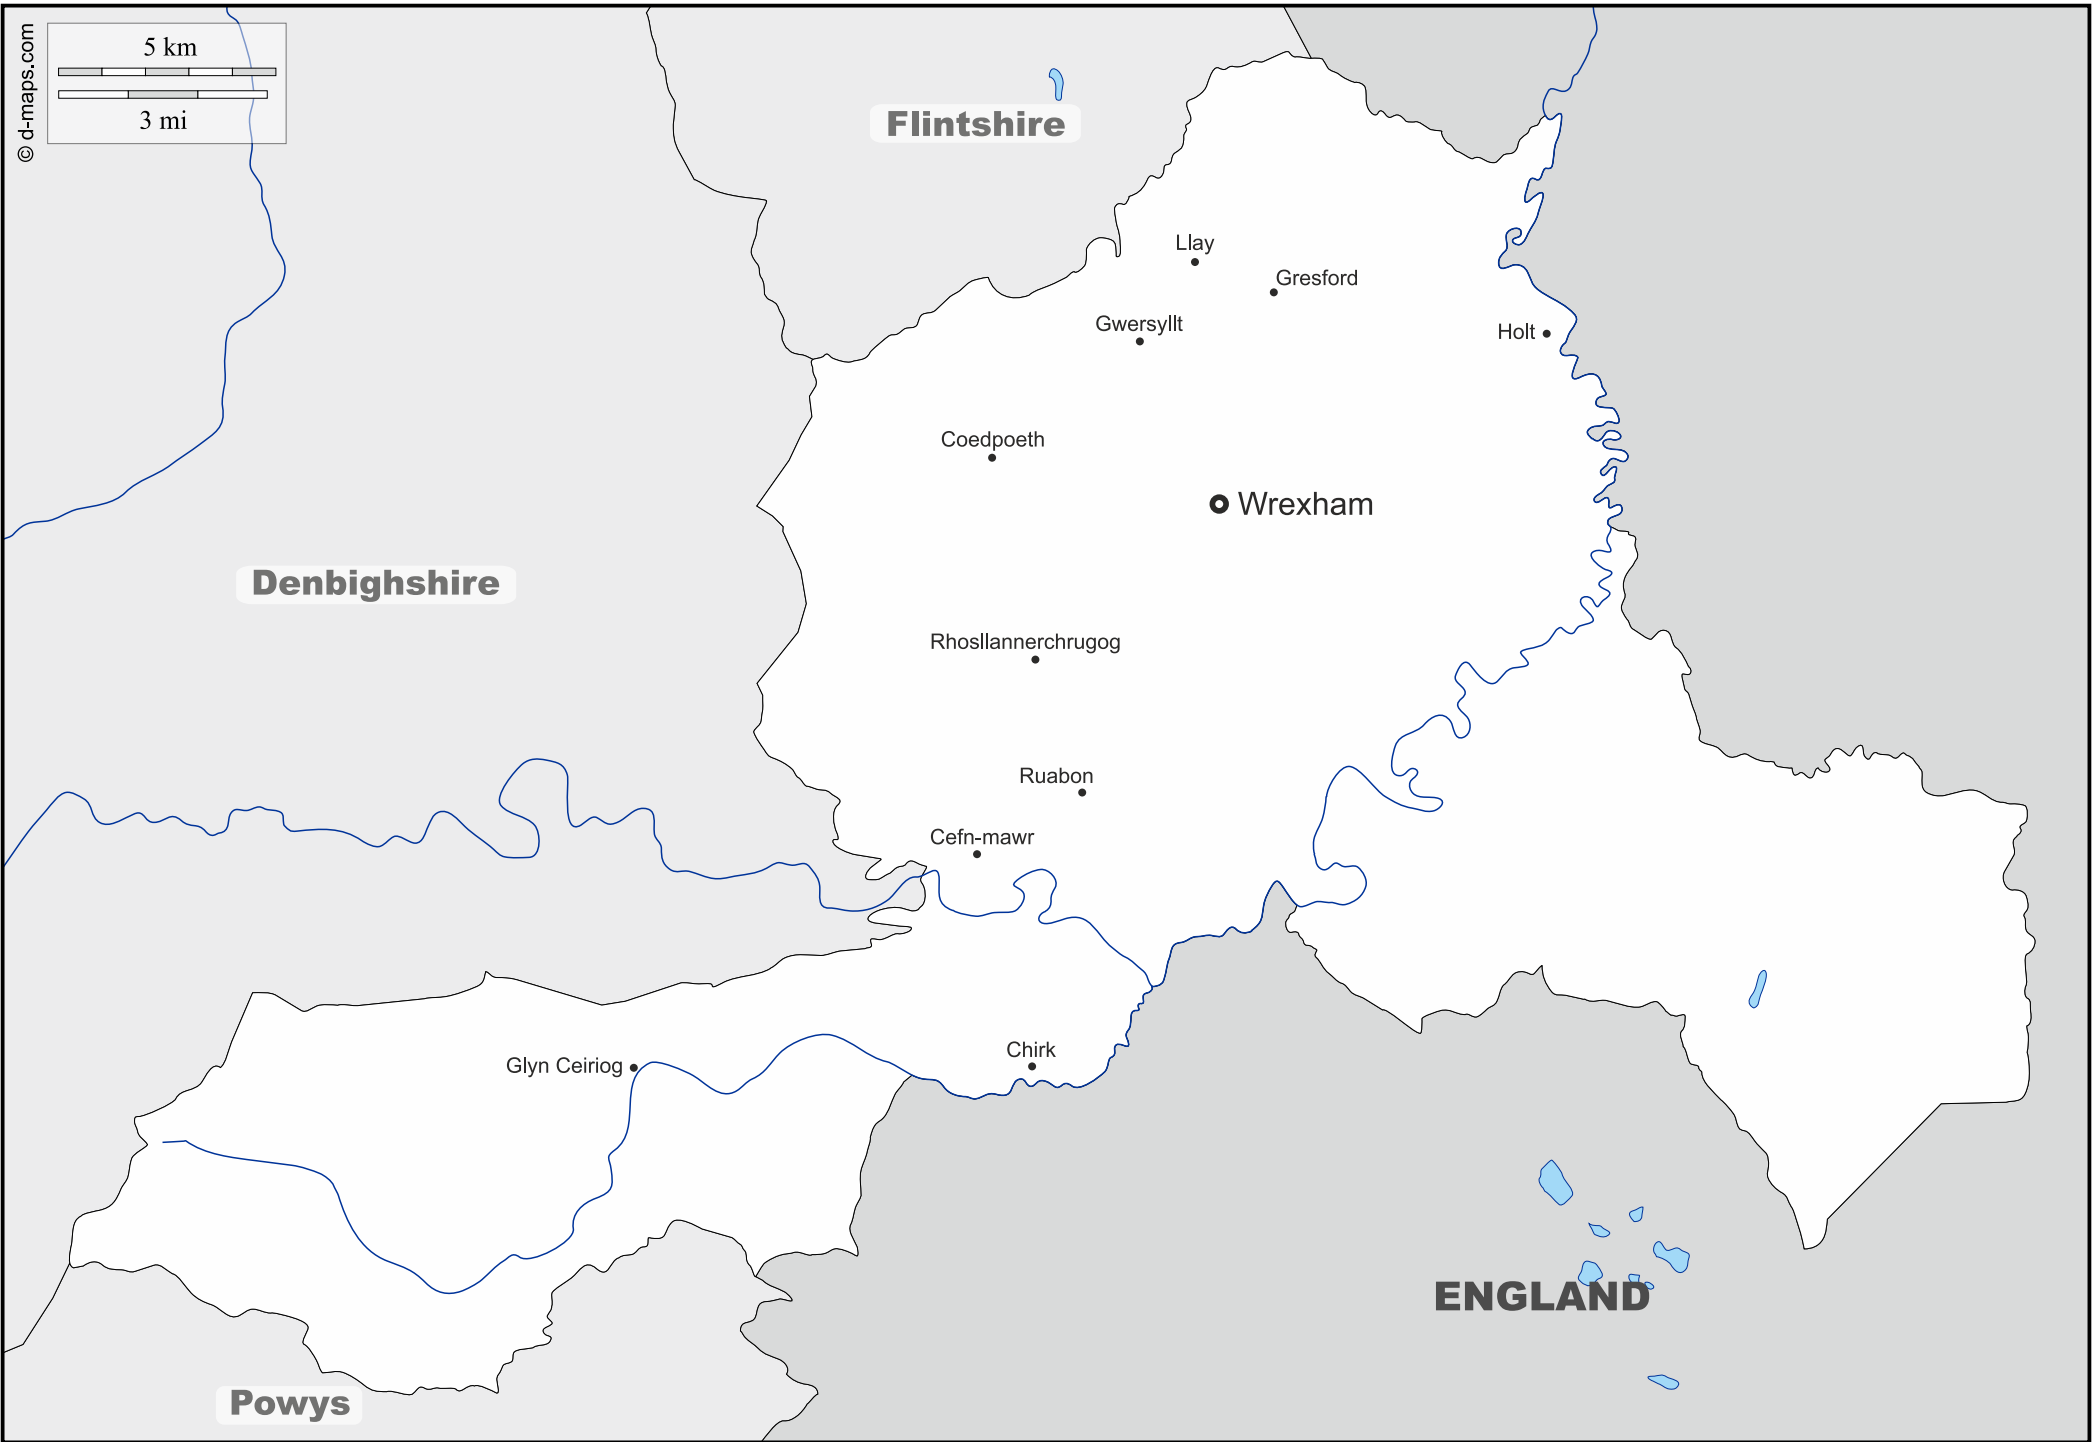 © d-maps.com
5 km
3 mi
Flintshire
Llay
Gresford
Gwersyllt
Holt
Coedpoeth
Wrexham
Denbighshire
Rhosllannerchrugog
Ruabon
Cefn-mawr
Chirk
Glyn Ceiriog
ENGLAND
Powys